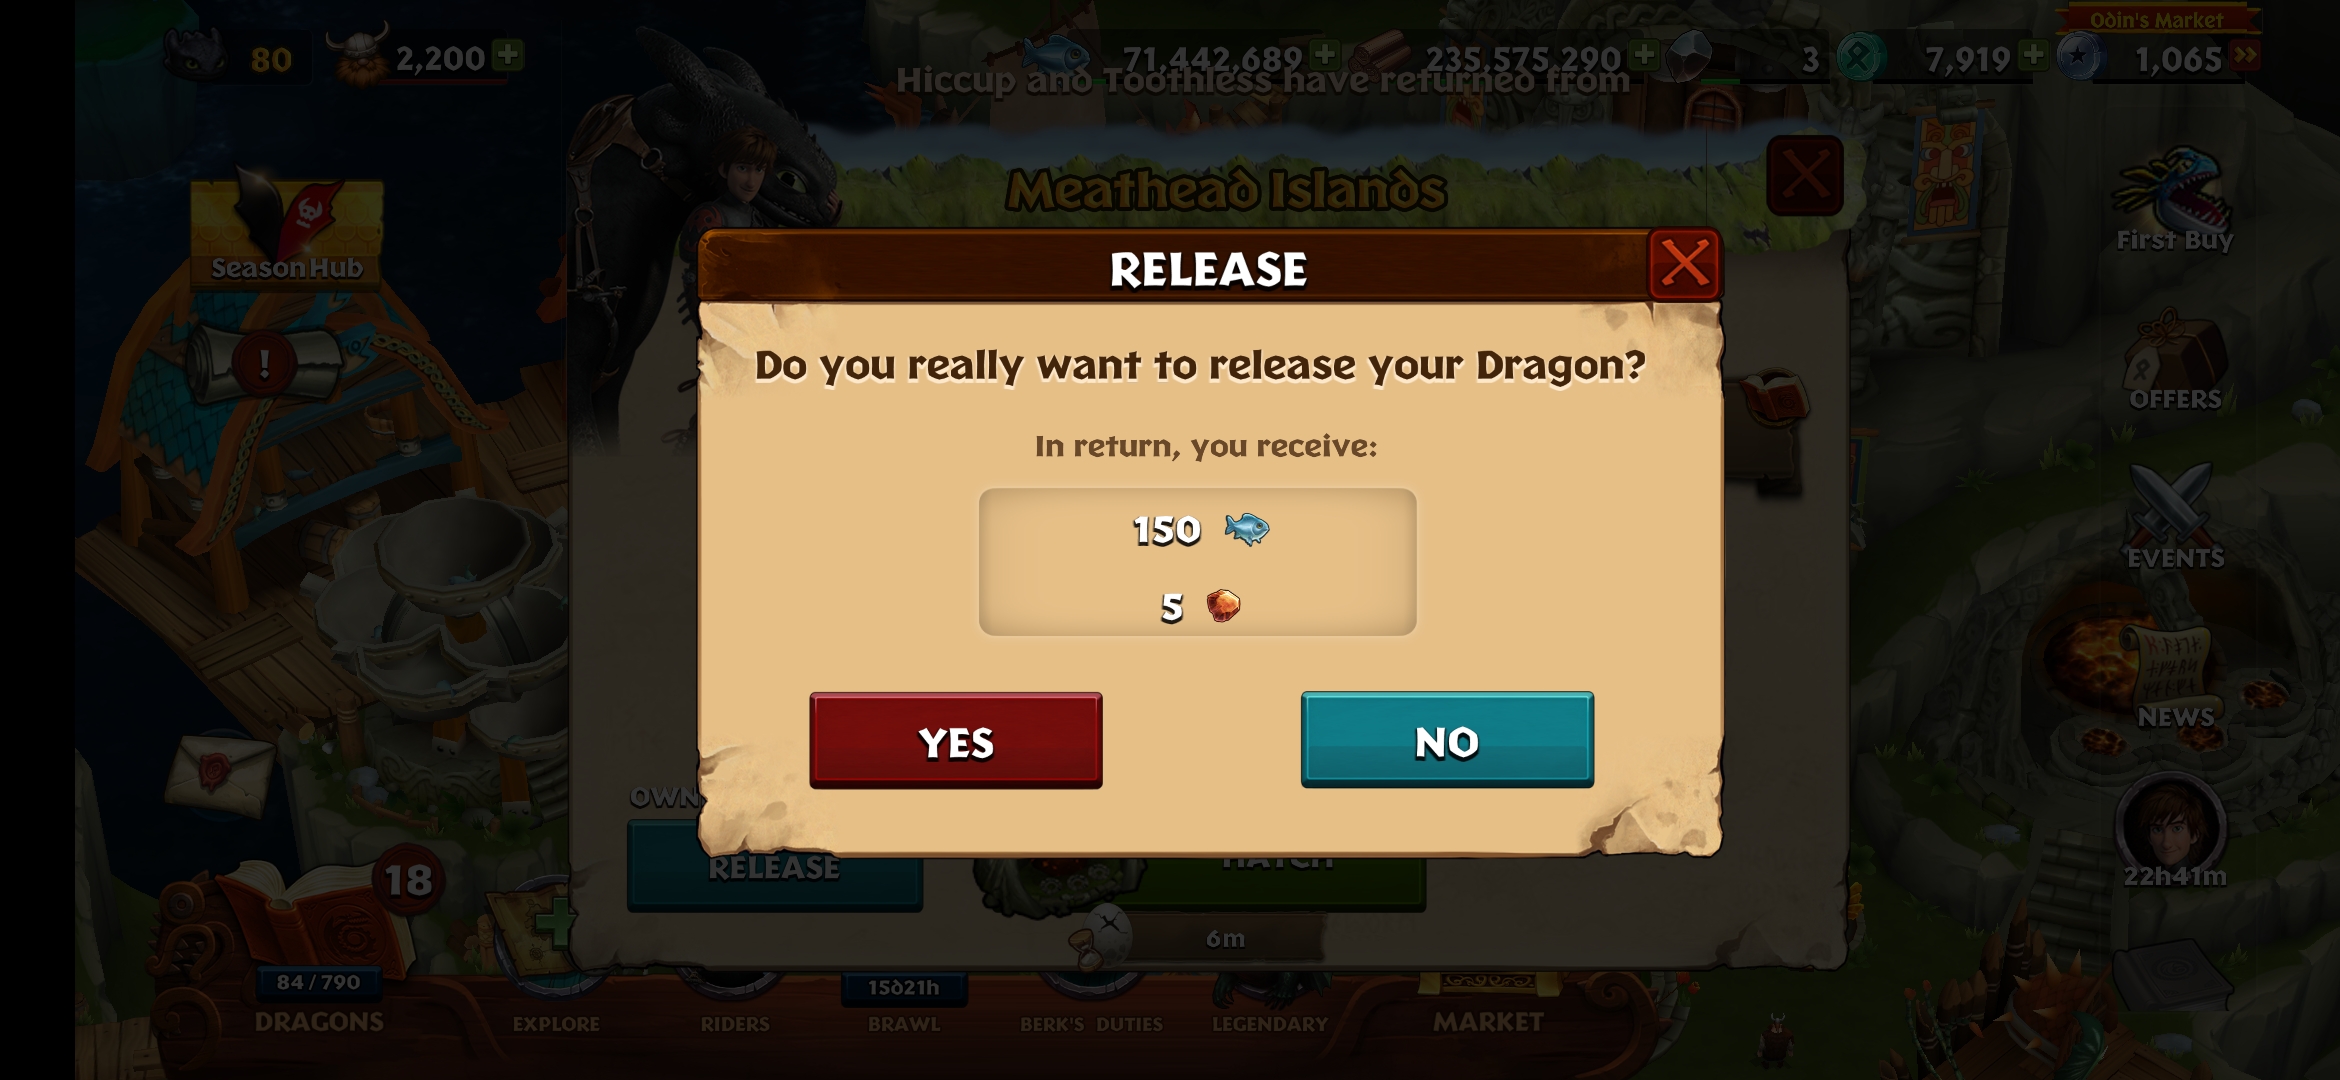 Odin's Market
80
2,200
71,442,689
235,575,290
3
7,919
1,065
Hiccup and Toothless have returned from
Meathead Islands
Season Hub
First Buy
RELEASE
Do you really want to release your Dragon?
In return, you receive:
150
5
YES
NO
!
OFFERS
EVENTS
NEWS
22h41m
OWN
RELEASE
HATCH
6m
18
84 / 790
DRAGONS
EXPLORE
RIDERS
15d21h
BRAWL
BERK'S DUTIES
LEGENDARY
MARKET